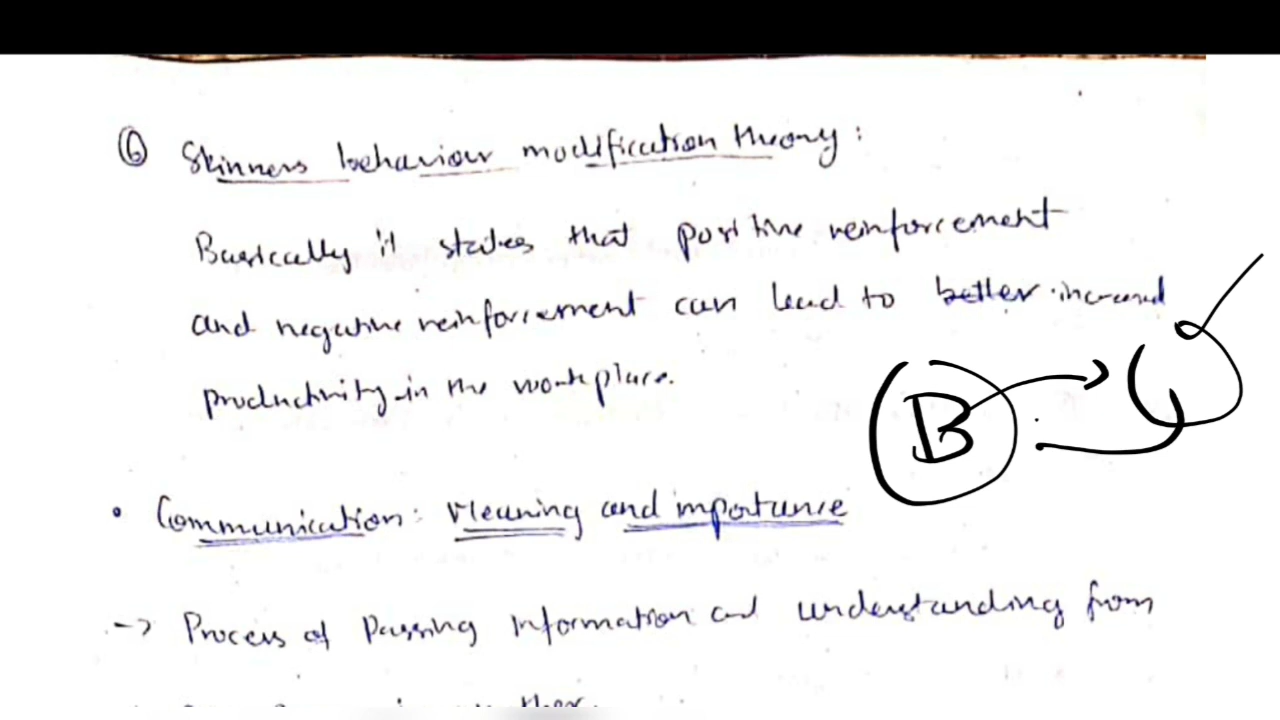 ⑥ Skinners behaviour modification theory:
Basically it states that positive reinforcement
and negative reinforcement can lead to better increased
productivity in the workplace.
B
• Communication: Meaning and importance
-> Process of Passing Information and understanding from